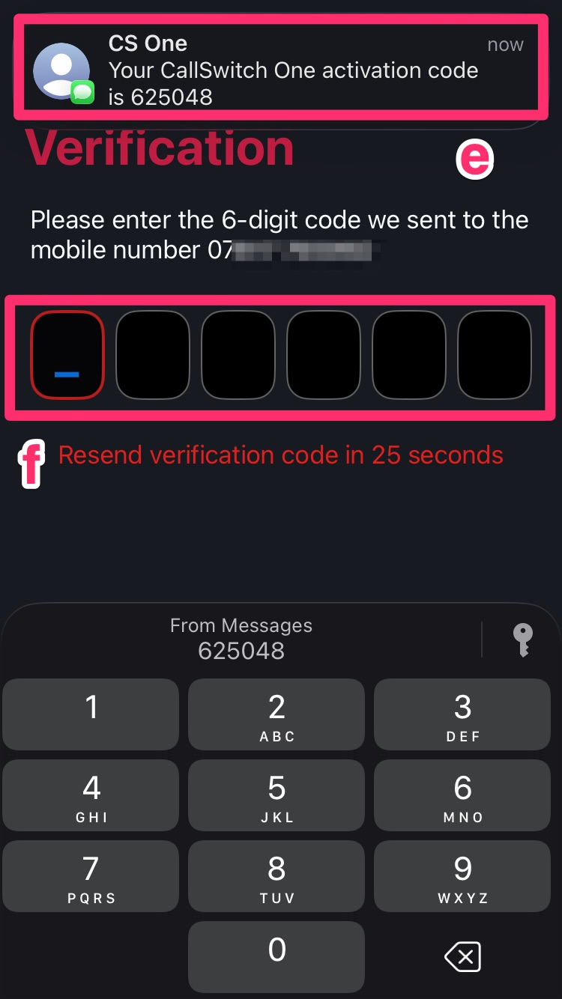 CS One
now
Your CallSwitch One activation code
is 625048
Verification
e
Please enter the 6-digit code we sent to the
mobile number 07
f
Resend verification code in 25 seconds
From Messages
625048
1
2
ABC
3
DEF
4
GHI
5
JKL
6
MNO
7
PQRS
8
TUV
9
WXYZ
0